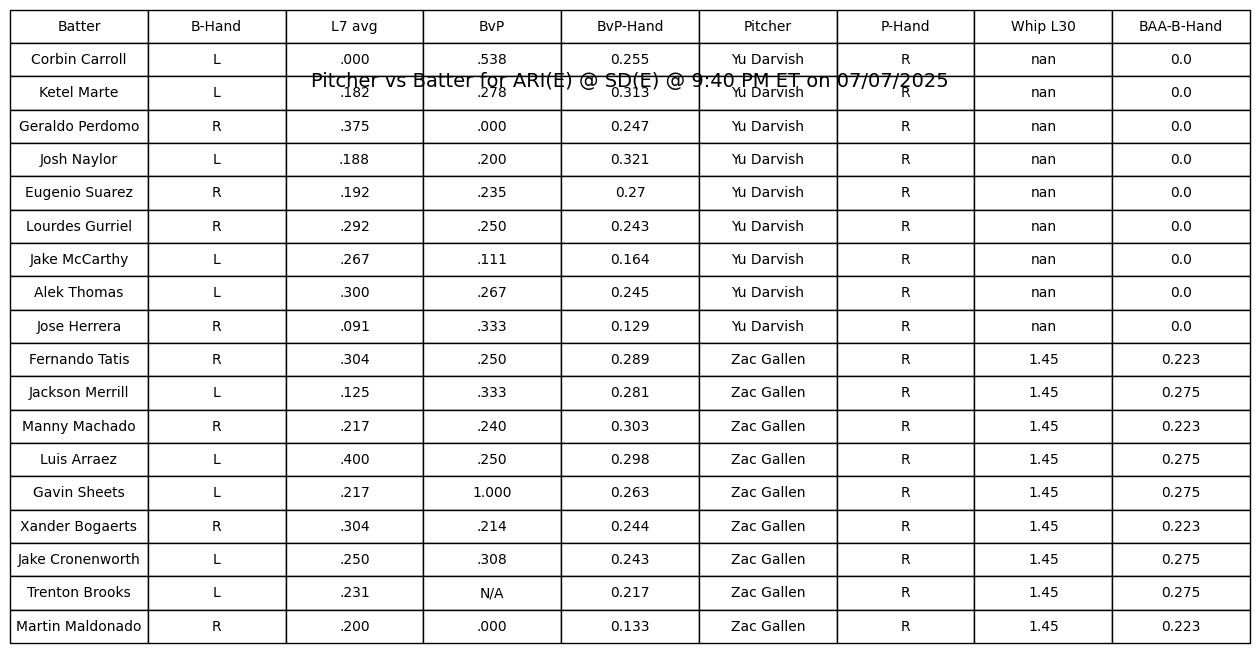 Batter B-Hand L7 avg BvP BvP-Hand Pitcher P-Hand Whip L30 BAA-B-Hand
Corbin Carroll L .000 .538 0.255 Yu Darvish R nan 0.0
Pitcher vs Batter for ARI(E) @ SD(E) @ 9:40 PM ET on 07/07/2025
Ketel Marte L .182 .278 0.313 Yu Darvish R nan 0.0
Geraldo Perdomo R .375 .000 0.247 Yu Darvish R nan 0.0
Josh Naylor L .188 .200 0.321 Yu Darvish R nan 0.0
Eugenio Suarez R .192 .235 0.27 Yu Darvish R nan 0.0
Lourdes Gurriel R .292 .250 0.243 Yu Darvish R nan 0.0
Jake McCarthy L .267 .111 0.164 Yu Darvish R nan 0.0
Alek Thomas L .300 .267 0.245 Yu Darvish R nan 0.0
Jose Herrera R .091 .333 0.129 Yu Darvish R nan 0.0
Fernando Tatis R .304 .250 0.289 Zac Gallen R 1.45 0.223
Jackson Merrill L .125 .333 0.281 Zac Gallen R 1.45 0.275
Manny Machado R .217 .240 0.303 Zac Gallen R 1.45 0.223
Luis Arraez L .400 .250 0.298 Zac Gallen R 1.45 0.275
Gavin Sheets L .217 1.000 0.263 Zac Gallen R 1.45 0.275
Xander Bogaerts R .304 .214 0.244 Zac Gallen R 1.45 0.223
Jake Cronenworth L .250 .308 0.243 Zac Gallen R 1.45 0.275
Trenton Brooks L .231 N/A 0.217 Zac Gallen R 1.45 0.275
Martin Maldonado R .200 .000 0.133 Zac Gallen R 1.45 0.223